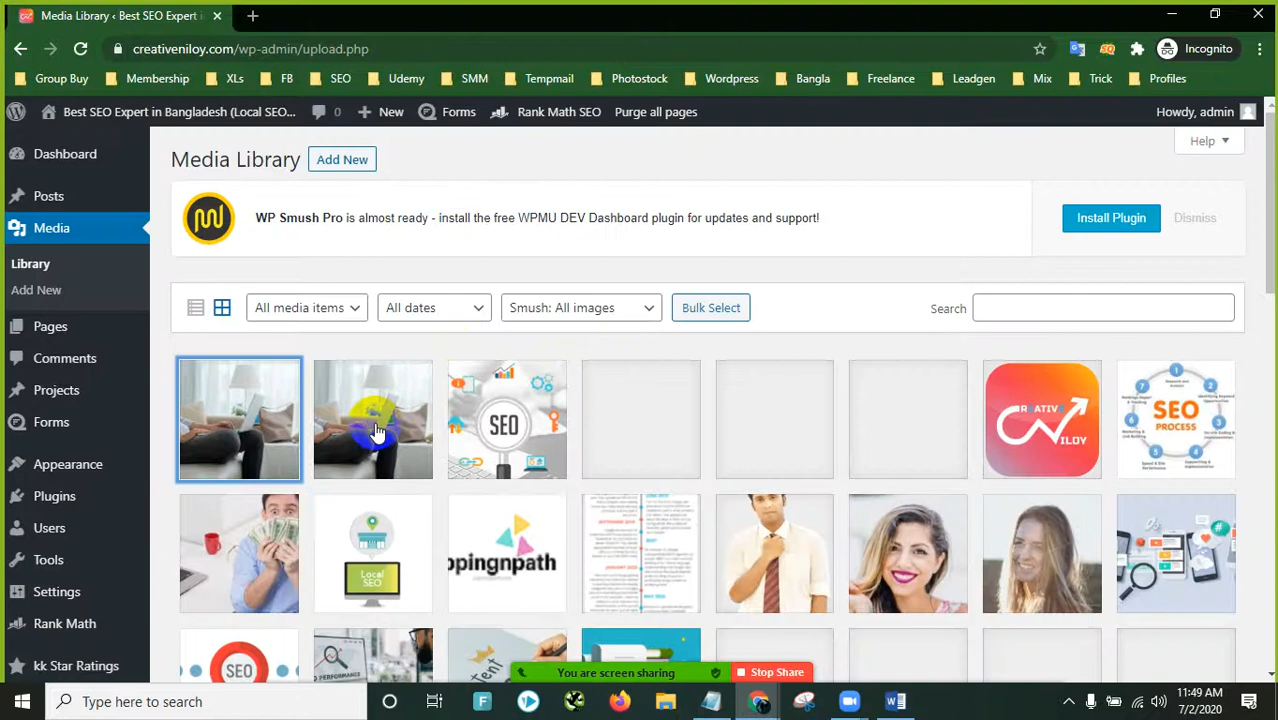 Media Library ‹ Best SEO Expert in
creativeniloy.com/wp-admin/upload.php
Incognito
Group Buy Membership XLs FB SEO Udemy SMM Tempmail Photostock Wordpress Bangla Freelance Leadgen Mix Trick Profiles
Best SEO Expert in Bangladesh (Local SEO... 0 New Forms Rank Math SEO Purge all pages Howdy, admin
Dashboard
Posts
Media
Library
Add New
Pages
Comments
Projects
Forms
Appearance
Plugins
Users
Tools
Settings
Rank Math
kk Star Ratings
Help
Media Library Add New
WP Smush Pro is almost ready - install the free WPMU DEV Dashboard plugin for updates and support!
Install Plugin Dismiss
All media items All dates Smush: All images Bulk Select Search
SEO
CREATIVE
NILOY
SEO
PROCESS
Local
SEO
ppingnpath
SEO
You are screen sharing Stop Share
Type here to search
11:49 AM
7/2/2020